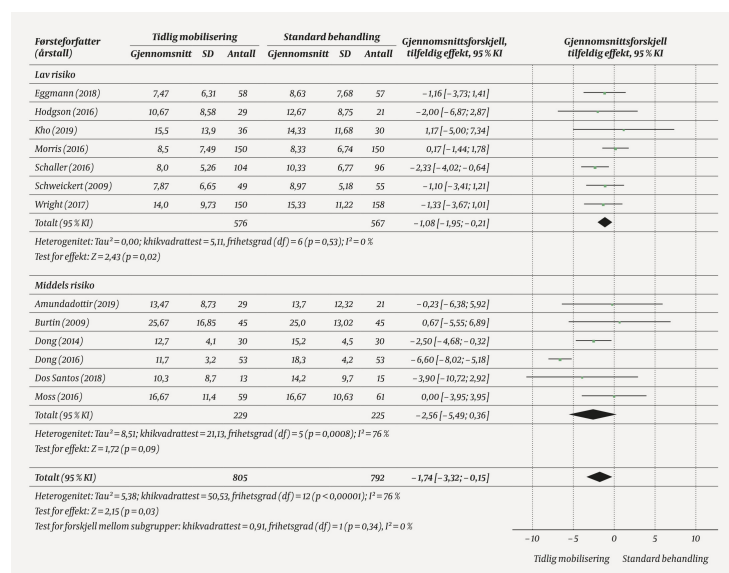 Førsteforfatter (årstall) Tidlig mobilisering Standard behandling Gjennomsnittsforskjell, tilfeldig effekt, 95 % KI Gjennomsnittsforskjell tilfeldig effekt, 95 % KI
Gjennomsnitt SD Antall Gjennomsnitt SD Antall
Lav risiko
Eggmann (2018) 7,47 6,31 58 8,63 7,68 57 −1,16 [−3,73; 1,41]
Hodgson (2016) 10,67 8,58 29 12,67 8,75 21 −2,00 [−6,87; 2,87]
Kho (2019) 15,5 13,9 36 14,33 11,68 30 1,17 [−5,00; 7,34]
Morris (2016) 8,5 7,49 150 8,33 6,74 150 0,17 [−1,44; 1,78]
Schaller (2016) 8,0 5,26 104 10,33 6,77 96 −2,33 [−4,02; −0,64]
Schweickert (2009) 7,87 6,65 49 8,97 5,18 55 −1,10 [−3,41; 1,21]
Wright (2017) 14,0 9,73 150 15,33 11,22 158 −1,33 [−3,67; 1,01]
Totalt (95 % KI) 576 567 −1,08 [−1,95; −0,21]
Heterogenitet: Tau² = 0,00; khikvadrattest = 5,11, frihetsgrad (df) = 6 (p = 0,53); I² = 0 %
Test for effekt: Z = 2,43 (p = 0,02)
Middels risiko
Amundadottir (2019) 13,47 8,73 29 13,7 12,32 21 −0,23 [−6,38; 5,92]
Burtin (2009) 25,67 16,85 45 25,0 13,02 45 0,67 [−5,55; 6,89]
Dong (2014) 12,7 4,1 30 15,2 4,5 30 −2,50 [−4,68; −0,32]
Dong (2016) 11,7 3,2 53 18,3 4,2 53 −6,60 [−8,02; −5,18]
Dos Santos (2018) 10,3 8,7 13 14,2 9,7 15 −3,90 [−10,72; 2,92]
Moss (2016) 16,67 11,4 59 16,67 10,63 61 0,00 [−3,95; 3,95]
Totalt (95 % KI) 229 225 −2,56 [−5,49; 0,36]
Heterogenitet: Tau² = 8,51; khikvadrattest = 21,13, frihetsgrad (df) = 5 (p = 0,0008); I² = 76 %
Test for effekt: Z = 1,72 (p = 0,09)
Totalt (95 % KI) 805 792 −1,74 [−3,32; −0,15]
Heterogenitet: Tau² = 5,38; khikvadrattest = 50,53, frihetsgrad (df) = 12 (p < 0,00001); I² = 76 %
Test for effekt: Z = 2,15 (p = 0,03)
Test for forskjell mellom subgrupper: khikvadrattest = 0,91, frihetsgrad (df) = 1 (p = 0,34), I² = 0 %
−10 −5 0 5 10
Tidlig mobilisering Standard behandling